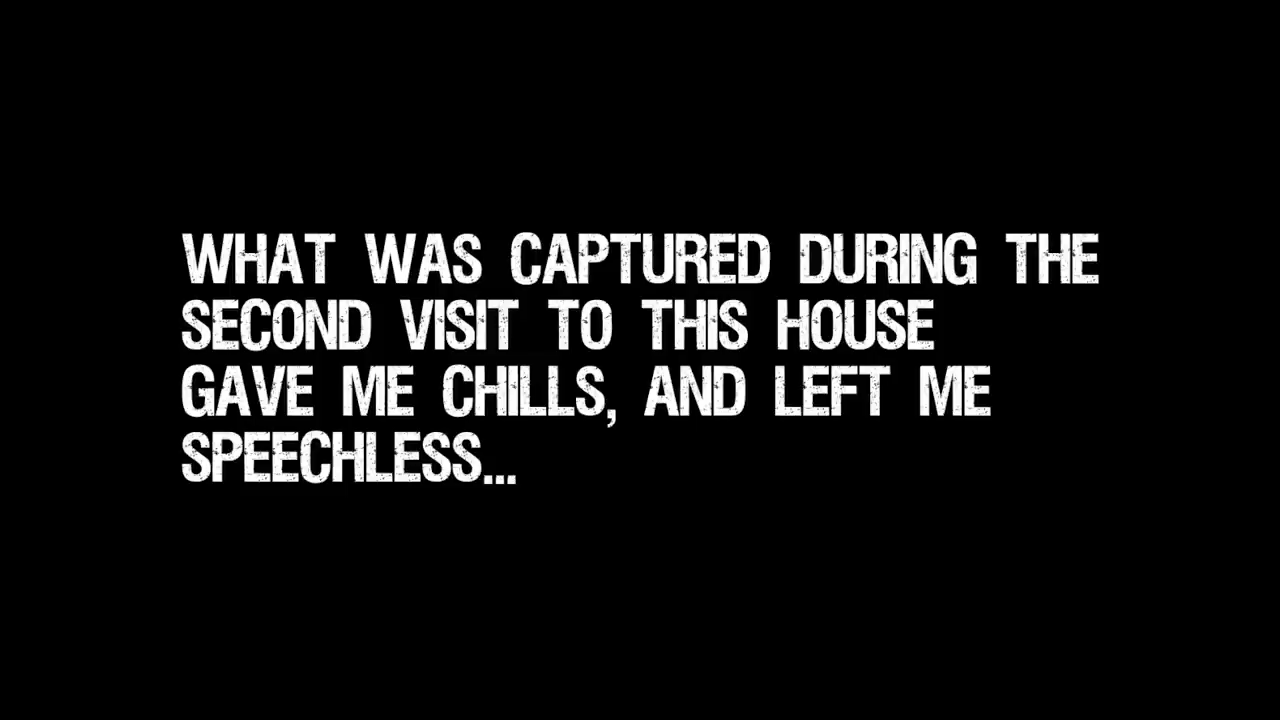 WHAT WAS CAPTURED DURING THE
SECOND VISIT TO THIS HOUSE
GAVE ME CHILLS, AND LEFT ME
SPEECHLESS...